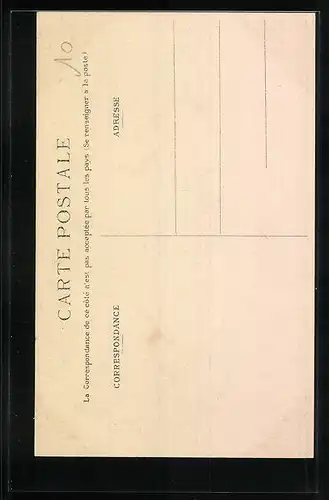 10
CARTE POSTALE
La Correspondance de ce côté n'est pas acceptée par tous les pays (Se renseigner à la poste)
CORRESPONDANCE
ADRESSE